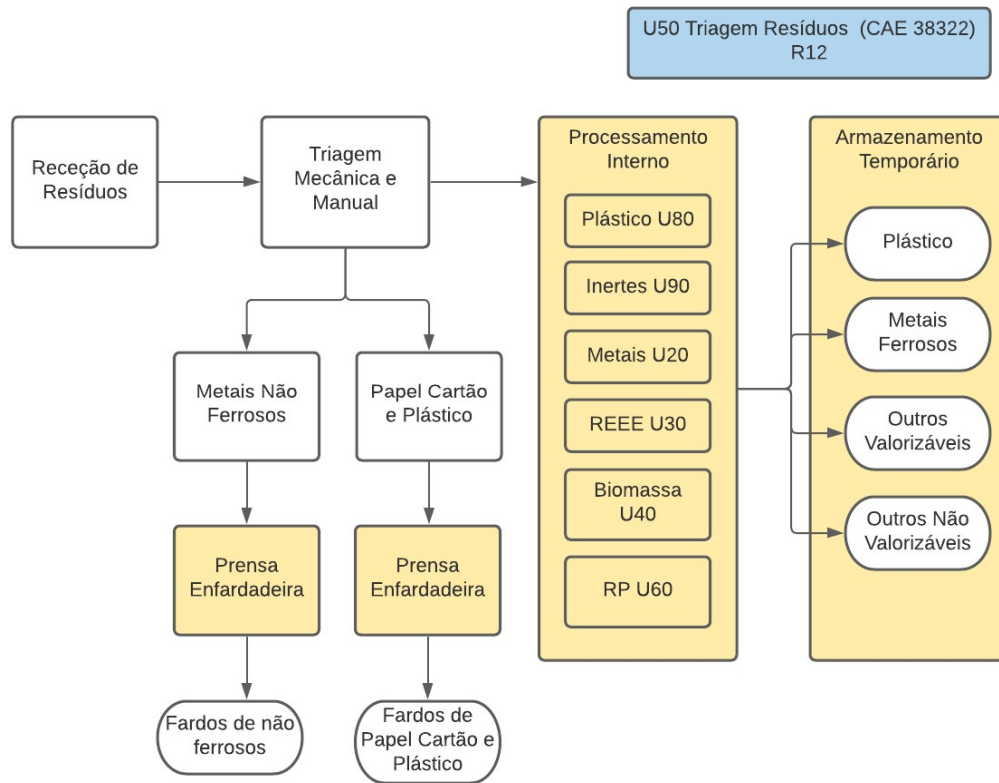 U50 Triagem Resíduos (CAE 38322)
R12
Receção de
Resíduos
Triagem
Mecânica e
Manual
Processamento
Interno
Armazenamento
Temporário
Plástico U80
Inertes U90
Metais U20
REEE U30
Biomassa
U40
RP U60
Plástico
Metais
Ferrosos
Outros
Valorizáveis
Outros Não
Valorizáveis
Metais Não
Ferrosos
Papel Cartão
e Plástico
Prensa
Enfardadeira
Prensa
Enfardadeira
Fardos de não
ferrosos
Fardos de
Papel Cartão e
Plástico